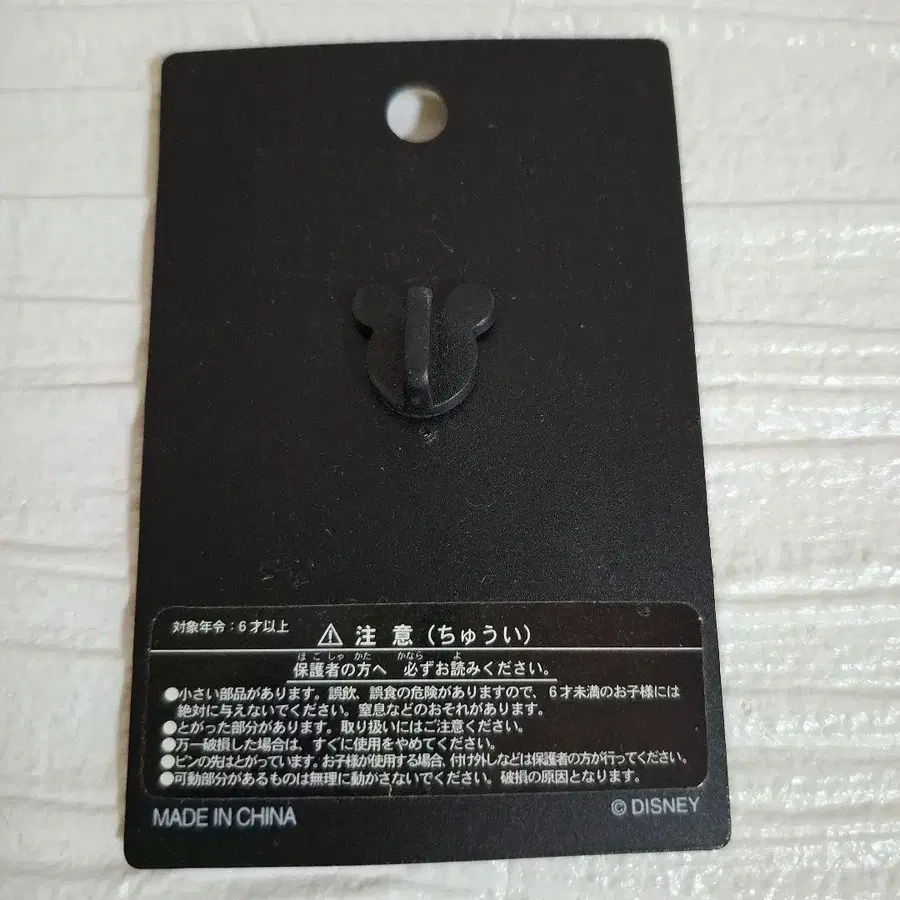 対象年令：6才以上
⚠ 注意（ちゅうい）
ほごしゃ かた かなら よ
保護者の方へ 必ずお読みください。
●小さい部品があります。誤飲、誤食の危険がありますので、6才未満のお子様には
絶対に与えないでください。窒息などのおそれがあります。
●とがった部分があります。取り扱いにはご注意ください。
●万一破損した場合は、すぐに使用をやめてください。
●ピンの先はとがっています。お子様が使用する場合、付け外しなどは保護者の方が行ってください。
●可動部分があるものは無理に動かさないでください。破損の原因となります。
MADE IN CHINA
© DISNEY